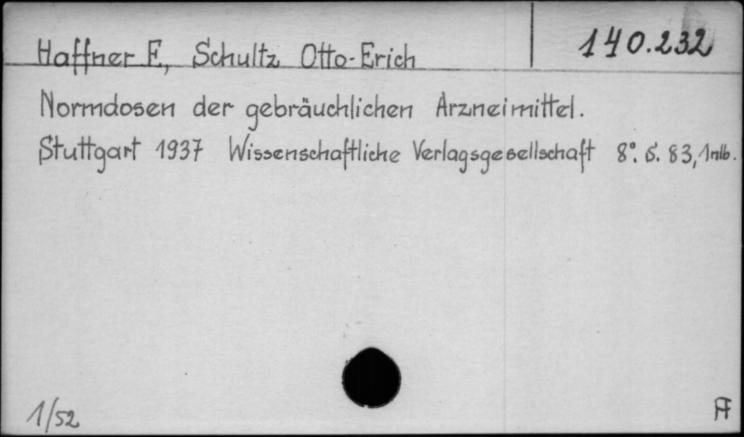 Haffner F., Schultz Otto-Erich 140.232
Normdosen der gebräuchlichen Arzneimittel.
Stuttgart 1937 Wissenschaftliche Verlagsgesellschaft 8°. S. 83, 1
1/52